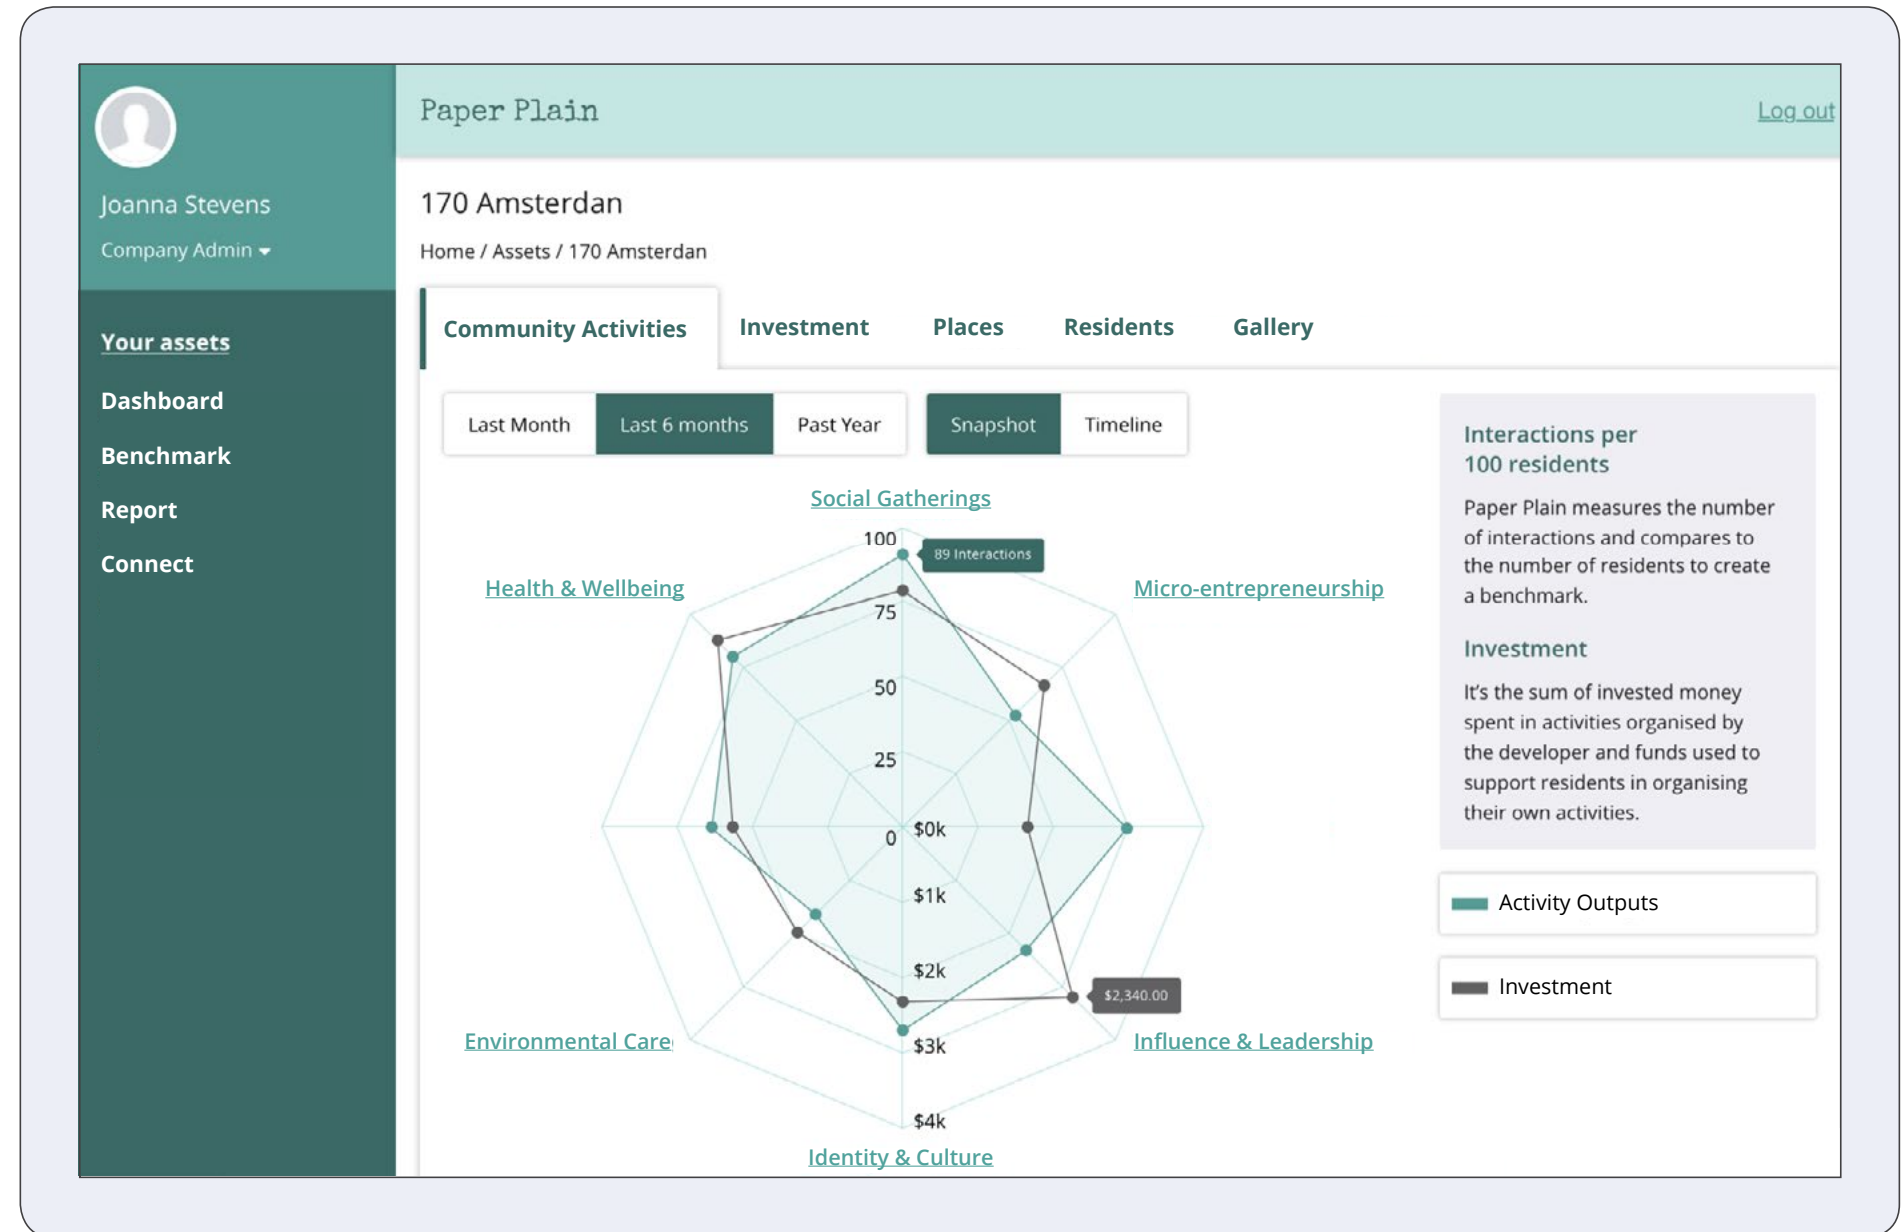 Paper Plain
Log out
Joanna Stevens
Company Admin
Your assets
Dashboard
Benchmark
Report
Connect
170 Amsterdan
Home / Assets / 170 Amsterdan
Community Activities
Investment
Places
Residents
Gallery
Last Month
Last 6 months
Past Year
Snapshot
Timeline
Social Gatherings
Health & Wellbeing
Micro-entrepreneurship
Environmental Care
Influence & Leadership
Identity & Culture
100
75
50
25
0
$0k
$1k
$2k
$3k
$4k
89 Interactions
$2,340.00
Interactions per
100 residents
Paper Plain measures the number
of interactions and compares to
the number of residents to create
a benchmark.
Investment
It's the sum of invested money
spent in activities organised by
the developer and funds used to
support residents in organising
their own activities.
Activity Outputs
Investment